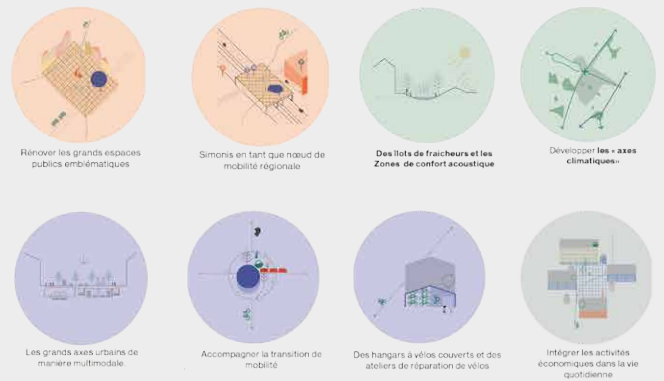 Rénover les grands espaces
publics emblématiques
Simonis en tant que nœud de
mobilité régionale
Des îlots de fraicheurs et les
Zones de confort acoustique
Développer les « axes
climatiques»
Les grands axes urbains de
manière multimodale.
Accompagner la transition de
mobilité
Des hangars à vélos couverts et des
ateliers de réparation de vélos
Intégrer les activités
économiques dans la vie
quotidienne